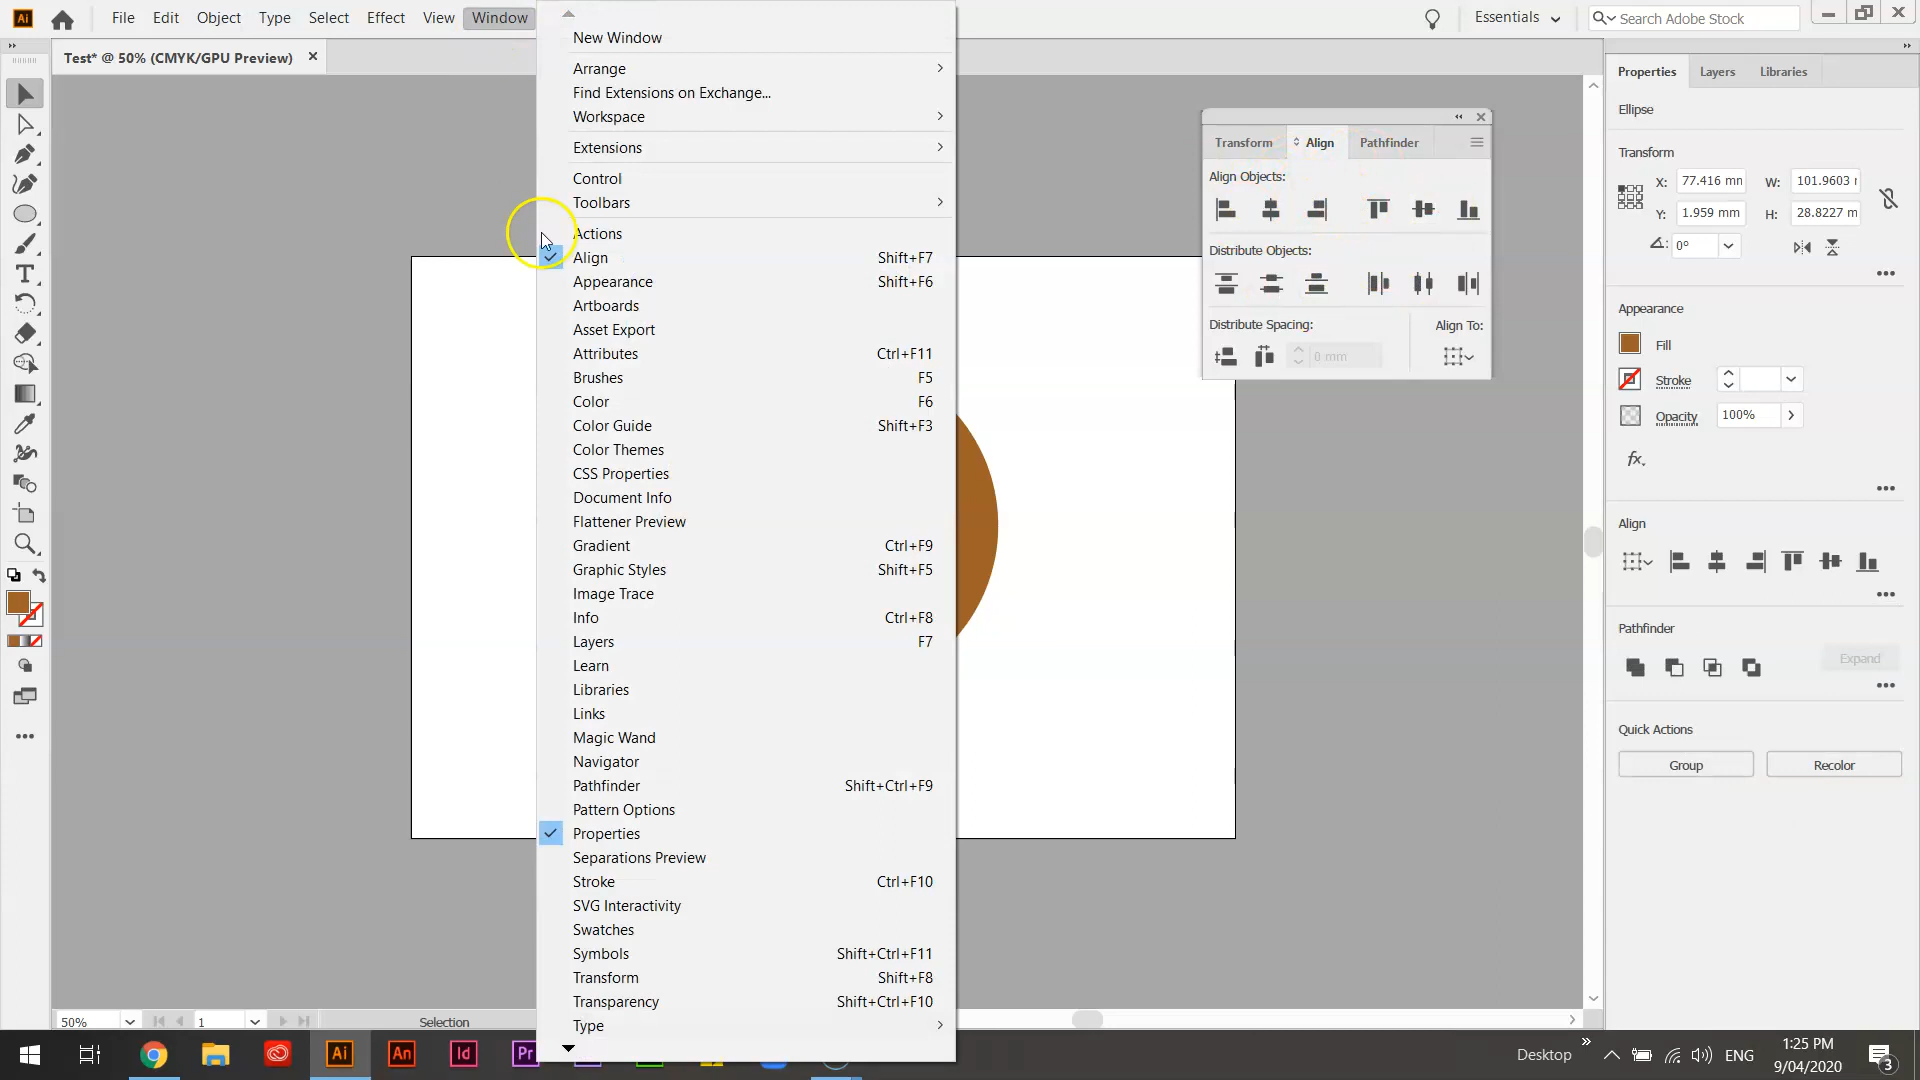 Ai File Edit Object Type Select Effect View Window Essentials Search Adobe Stock
Test* @ 50% (CMYK/GPU Preview)
New Window
Arrange
Find Extensions on Exchange...
Workspace
Extensions
Control
Toolbars
Actions
Align Shift+F7
Appearance Shift+F6
Artboards
Asset Export
Attributes Ctrl+F11
Brushes F5
Color F6
Color Guide Shift+F3
Color Themes
CSS Properties
Document Info
Flattener Preview
Gradient Ctrl+F9
Graphic Styles Shift+F5
Image Trace
Info Ctrl+F8
Layers F7
Learn
Libraries
Links
Magic Wand
Navigator
Pathfinder Shift+Ctrl+F9
Pattern Options
Properties
Separations Preview
Stroke Ctrl+F10
SVG Interactivity
Swatches
Symbols Shift+Ctrl+F11
Transform Shift+F8
Transparency Shift+Ctrl+F10
Type
Transform Align Pathfinder
Align Objects:
Distribute Objects:
Distribute Spacing: Align To:
0 mm
Properties Layers Libraries
Ellipse
Transform
X: 77.416 mm W: 101.9603 r
Y: 1.959 mm H: 28.8227 m
0°
Appearance
Fill
Stroke
Opacity 100%
fx.
Align
Pathfinder
Expand
Quick Actions
Group Recolor
50% 1 Selection
Ai An Id Pr
Desktop ENG 1:25 PM
9/04/2020
3